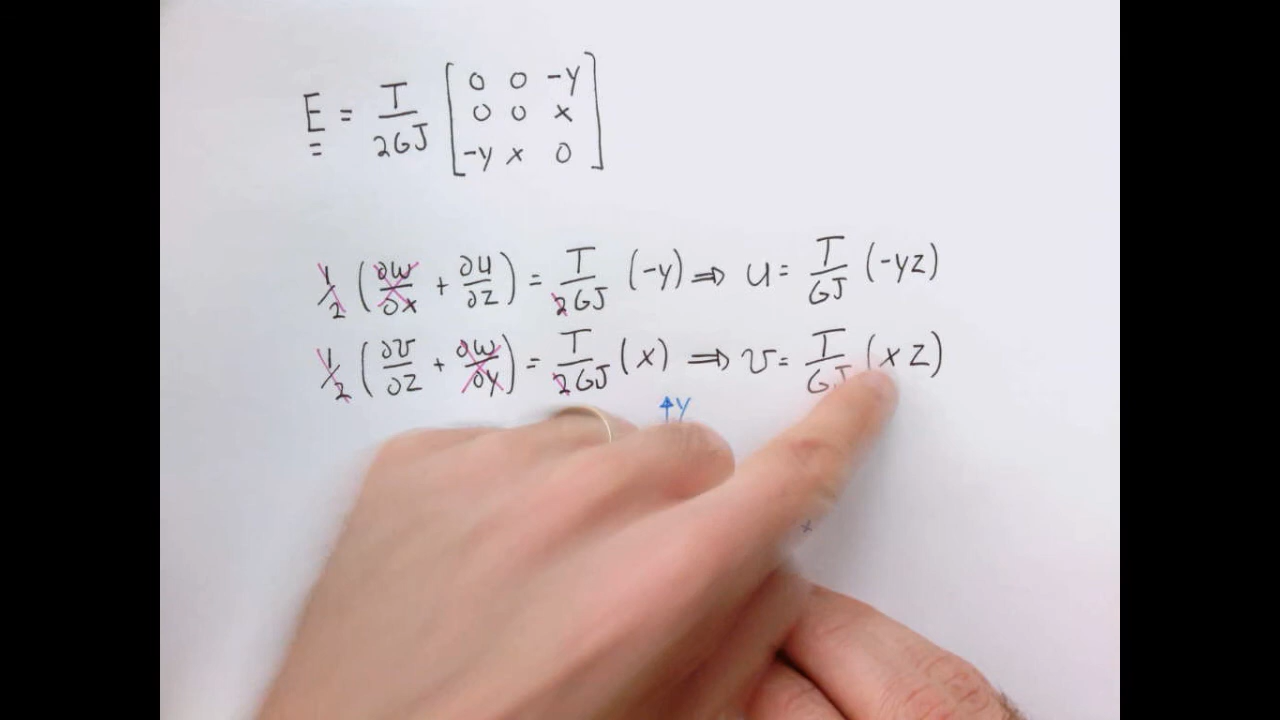 E = T/2GJ [0 0 -y
0 0 x
-y x 0]
1/2 (∂w/∂x + ∂u/∂z) = T/2GJ (-y) ⇒ u = T/GJ (-yz)
1/2 (∂v/∂z + ∂w/∂y) = T/2GJ (x) ⇒ v = T/GJ (xz)
y
x